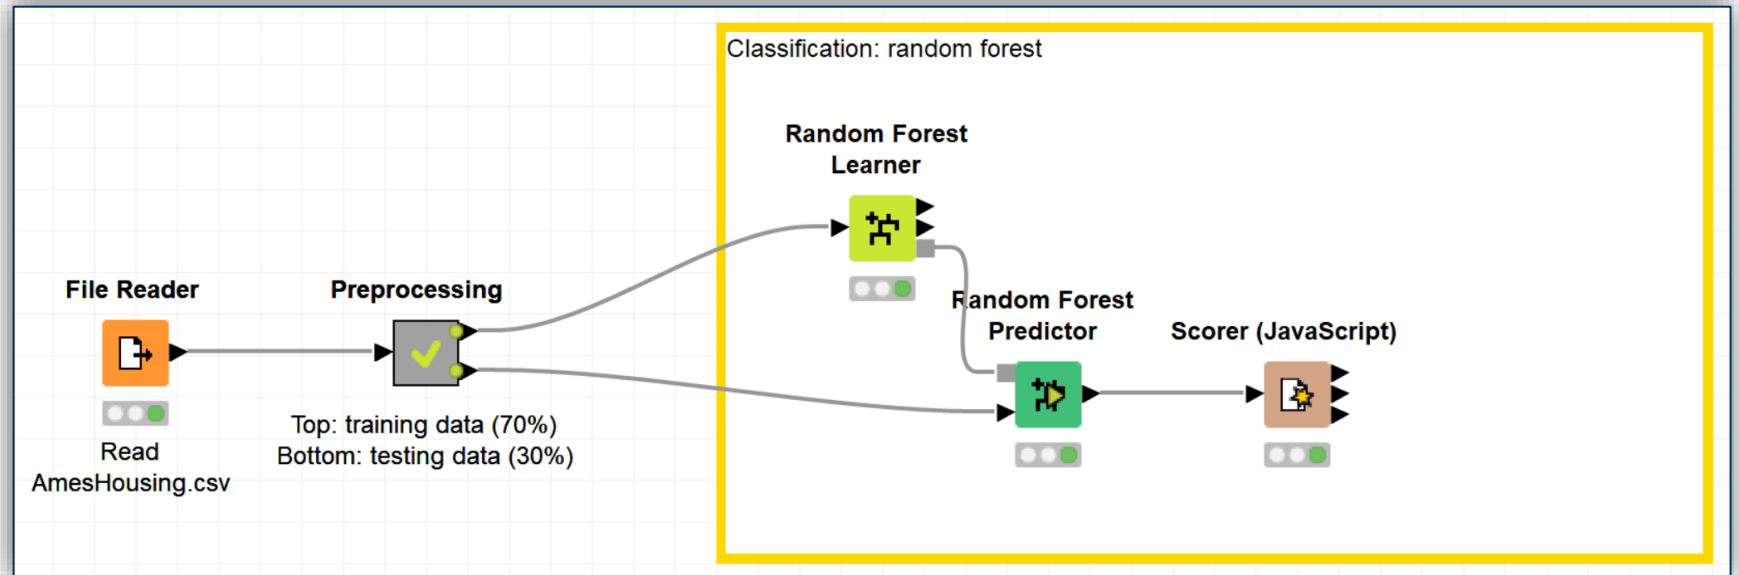 Classification: random forest
Random Forest
Learner
File Reader
Preprocessing
Random Forest
Predictor
Scorer (JavaScript)
Top: training data (70%)
Bottom: testing data (30%)
Read
AmesHousing.csv